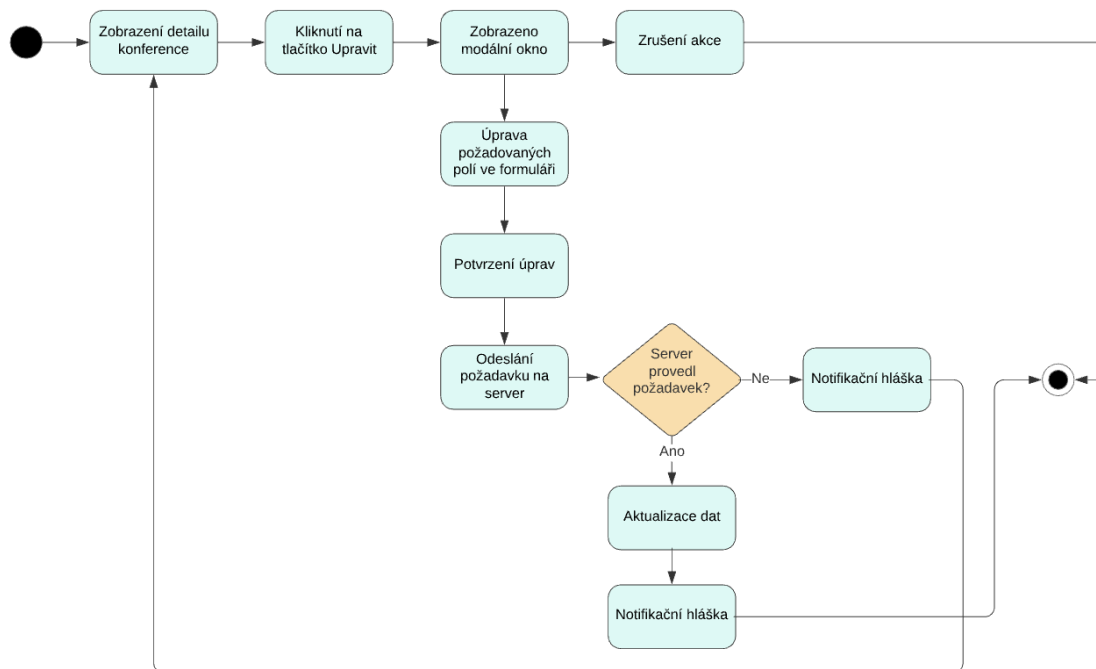 Zobrazení detailu
konference
Kliknutí na
tlačítko Upravit
Zobrazeno
modální okno
Zrušení akce
Úprava
požadovaných
polí ve formuláři
Potvrzení úprav
Odeslání
požadavku na
server
Server
provedl
požadavek?
Ne
Notifikační hláška
Ano
Aktualizace dat
Notifikační hláška